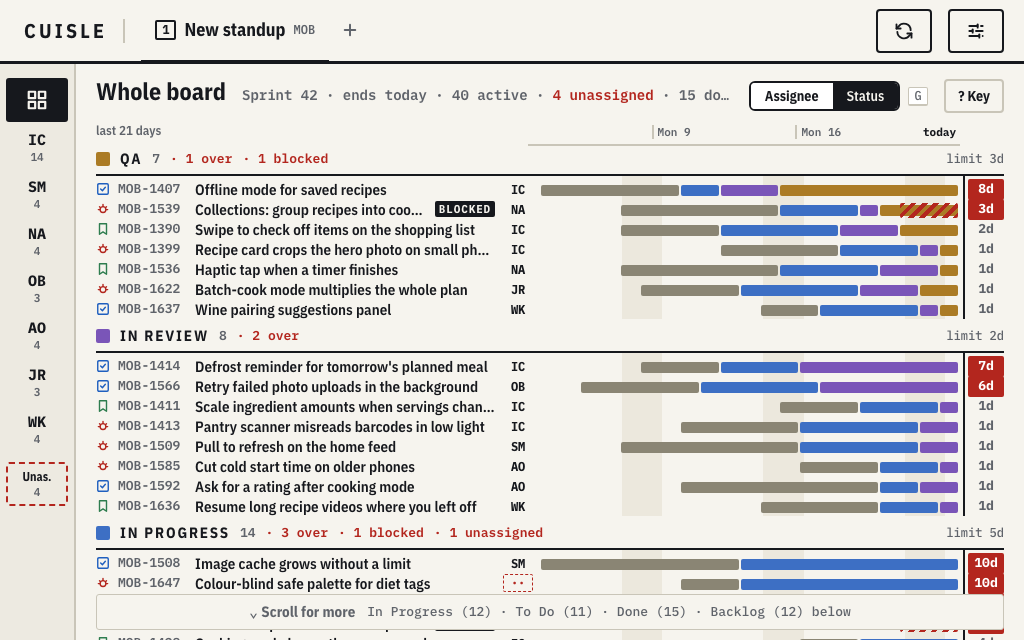 CUISLE 1 New standup MOB +
Whole board Sprint 42 · ends today · 40 active · 4 unassigned · 15 do… Assignee Status G ? Key
last 21 days Mon 9 Mon 16 today
IC
14
SM
4
NA
4
OB
3
AO
4
JR
3
WK
4
Unas.
4
QA 7 · 1 over · 1 blocked limit 3d
MOB-1407 Offline mode for saved recipes IC 8d
MOB-1539 Collections: group recipes into coo… BLOCKED NA 3d
MOB-1390 Swipe to check off items on the shopping list IC 2d
MOB-1399 Recipe card crops the hero photo on small ph… IC 1d
MOB-1536 Haptic tap when a timer finishes NA 1d
MOB-1622 Batch-cook mode multiplies the whole plan JR 1d
MOB-1637 Wine pairing suggestions panel WK 1d
IN REVIEW 8 · 2 over limit 2d
MOB-1414 Defrost reminder for tomorrow's planned meal IC 7d
MOB-1566 Retry failed photo uploads in the background OB 6d
MOB-1411 Scale ingredient amounts when servings chan… IC 1d
MOB-1413 Pantry scanner misreads barcodes in low light IC 1d
MOB-1509 Pull to refresh on the home feed SM 1d
MOB-1585 Cut cold start time on older phones AO 1d
MOB-1592 Ask for a rating after cooking mode AO 1d
MOB-1636 Resume long recipe videos where you left off WK 1d
IN PROGRESS 14 · 3 over · 1 blocked · 1 unassigned limit 5d
MOB-1508 Image cache grows without a limit SM 10d
MOB-1647 Colour-blind safe palette for diet tags ·· 10d
Scroll for more In Progress (12) · To Do (11) · Done (15) · Backlog (12) below